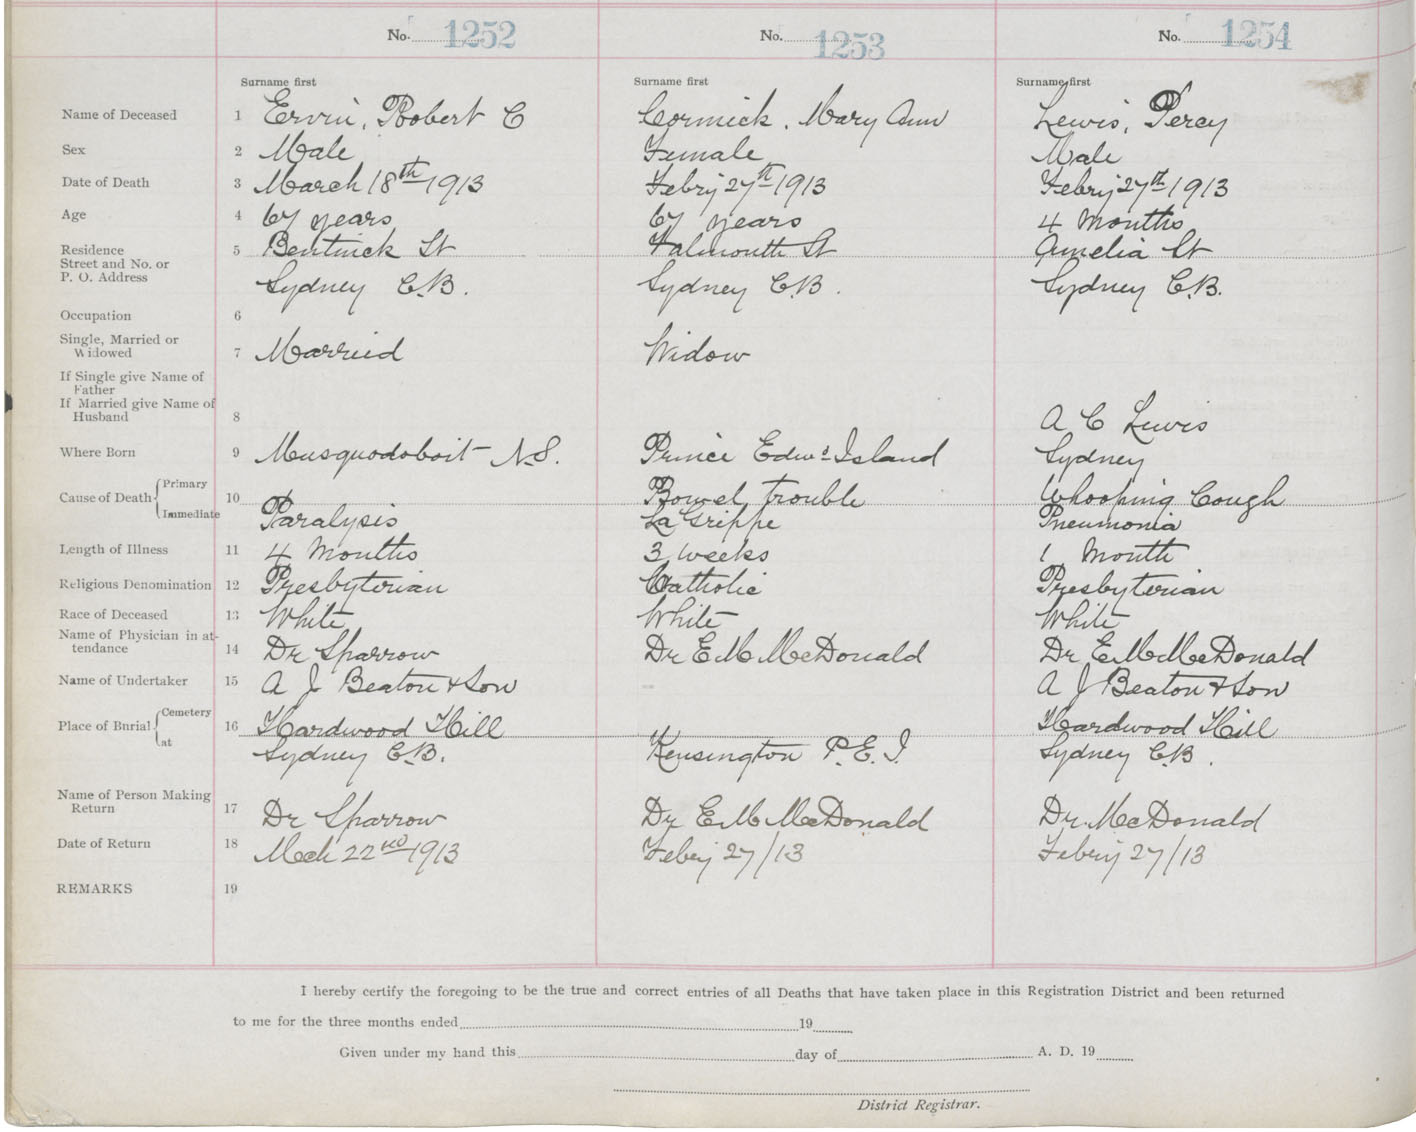 No. 1252 No. 1253 No. 1254
Surname first Surname first Surname first
Name of Deceased 1 Ervin, Robert C Cormick, Mary Ann Lewis, Percy
Sex 2 Male Female Male
Date of Death 3 March 18th 1913 Febry 27th 1913 Febry 27th 1913
Age 4 67 years 67 years 4 Months
Residence 5 Bentinck St Falmouth St Amelia St
Street and No. or
P. O. Address Sydney C.B. Sydney C.B. Sydney C.B.
Occupation 6
Single, Married or
Widowed 7 Married Widow
If Single give Name of
Father
If Married give Name of
Husband 8 A C Lewis
Where Born 9 Musquodoboit N.S. Prince Edwd Island Sydney
Cause of Death Primary 10 Bowel trouble Whooping Cough
Immediate Paralysis La Grippe Pneumonia
Length of Illness 11 4 Months 3 weeks 1 Month
Religious Denomination 12 Presbyterian Catholic Presbyterian
Race of Deceased 13 White White White
Name of Physician in at-
tendance 14 Dr Sparrow Dr E M McDonald Dr E M McDonald
Name of Undertaker 15 A J Beaton & Son A J Beaton & Son
Place of Burial Cemetery 16 Hardwood Hill Hardwood Hill
at Sydney C.B. Kensington P.E.I. Sydney C.B.
Name of Person Making
Return 17 Dr Sparrow Dr E M McDonald Dr McDonald
Date of Return 18 Mch 22nd 1913 Febry 27/13 Febry 27/13
REMARKS 19
I hereby certify the foregoing to be the true and correct entries of all Deaths that have taken place in this Registration District and been returned
to me for the three months ended 19
Given under my hand this day of A. D. 19
District Registrar.